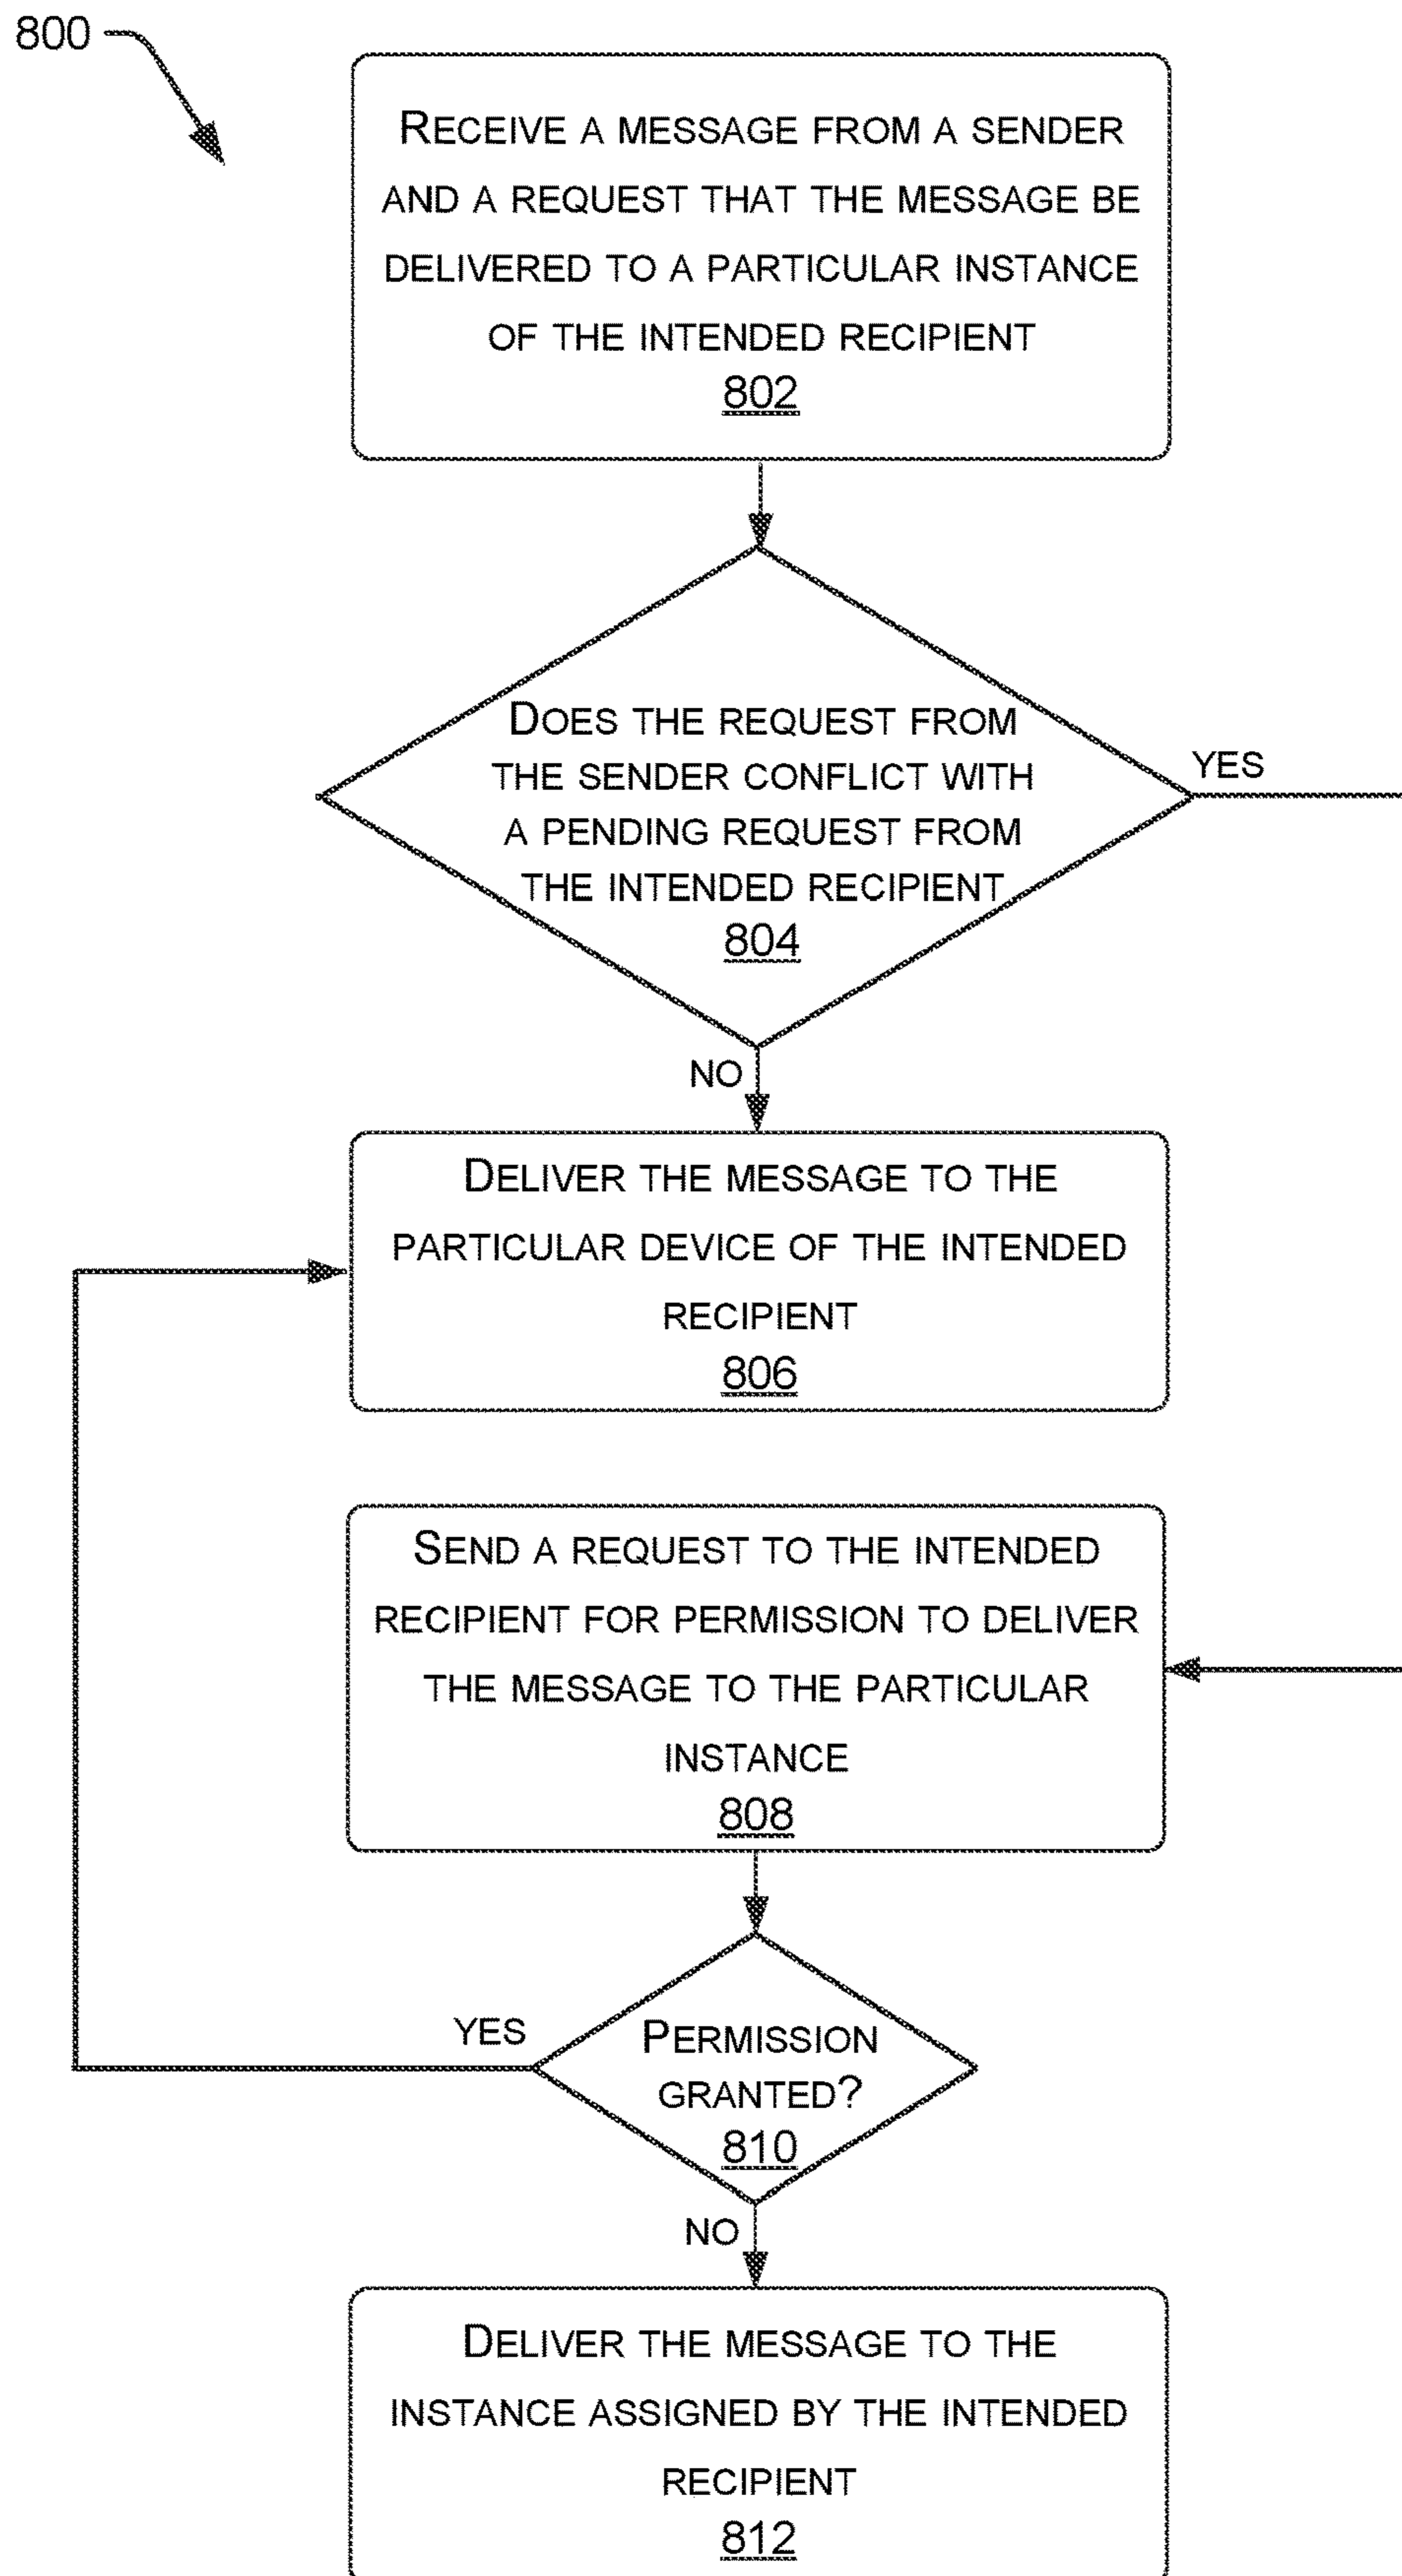 800
RECEIVE A MESSAGE FROM A SENDER
AND A REQUEST THAT THE MESSAGE BE
DELIVERED TO A PARTICULAR INSTANCE
OF THE INTENDED RECIPIENT
802
DOES THE REQUEST FROM
THE SENDER CONFLICT WITH
A PENDING REQUEST FROM
THE INTENDED RECIPIENT
804
YES
NO
DELIVER THE MESSAGE TO THE
PARTICULAR DEVICE OF THE INTENDED
RECIPIENT
806
SEND A REQUEST TO THE INTENDED
RECIPIENT FOR PERMISSION TO DELIVER
THE MESSAGE TO THE PARTICULAR
INSTANCE
808
YES
PERMISSION
GRANTED?
810
NO
DELIVER THE MESSAGE TO THE
INSTANCE ASSIGNED BY THE INTENDED
RECIPIENT
812